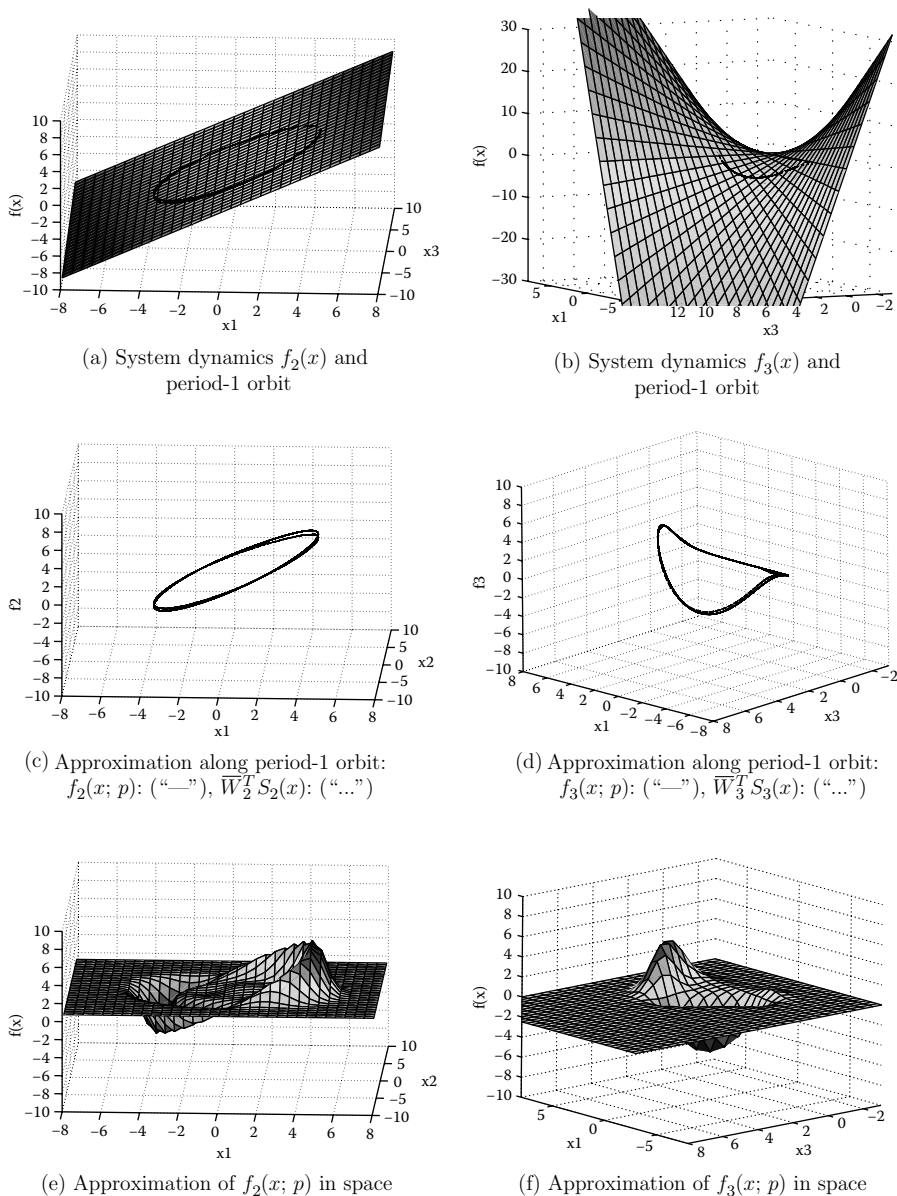 10
8
6
4
2
0
−2
−4
−6
−8
−10
f(x)
−8 −6 −4 −2 0 2 4 6 8
x1
10
5
0
−5
−10
x3
(a) System dynamics f₂(x) and
period-1 orbit
30
20
10
0
−10
−20
−30
f(x)
5 0 −5
x1
12 10 8 6 4 2 0 −2
x3
(b) System dynamics f₃(x) and
period-1 orbit
10
8
6
4
2
0
−2
−4
−6
−8
−10
f2
−8 −6 −4 −2 0 2 4 6 8
x1
10
5
0
−5
−10
x2
(c) Approximation along period-1 orbit:
f₂(x; p): (“—”), W̅₂ᵀS₂(x): (“...”)
10
8
6
4
2
0
−2
−4
−6
−8
−10
f3
8 6 4 2 0 −2 −4 −6 −8
x1
8 6 4 2 0 −2
x3
(d) Approximation along period-1 orbit:
f₃(x; p): (“—”), W̅₃ᵀS₃(x): (“...”)
10
8
6
4
2
0
−2
−4
−6
−8
−10
f(x)
−8 −6 −4 −2 0 2 4 6 8
x1
10
5
0
−5
−10
x2
(e) Approximation of f₂(x; p) in space
10
8
6
4
2
0
−2
−4
−6
−8
−10
f(x)
5 0 −5
x1
8 6 4 2 0 −2
x3
(f) Approximation of f₃(x; p) in space